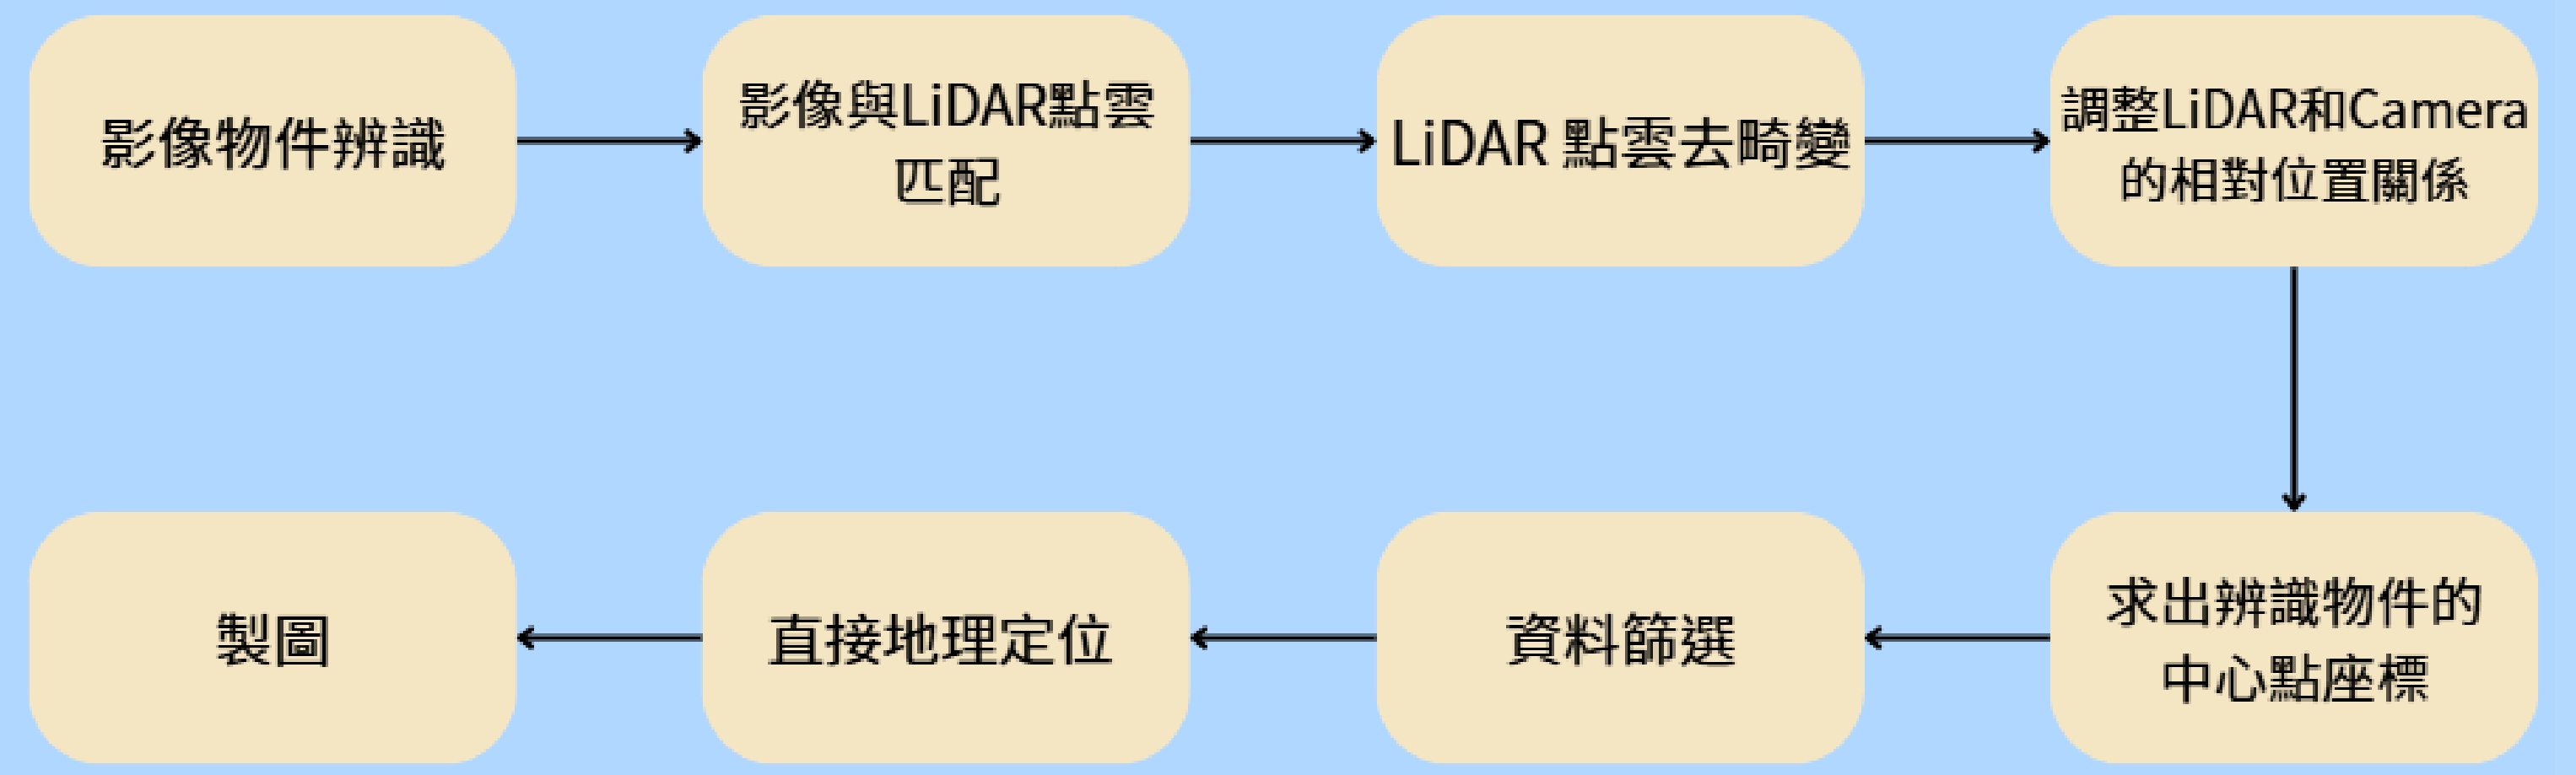 影像物件辨識
影像與LiDAR點雲
匹配
LiDAR 點雲去畸變
調整LiDAR和Camera
的相對位置關係
求出辨識物件的
中心點座標
資料篩選
直接地理定位
製圖